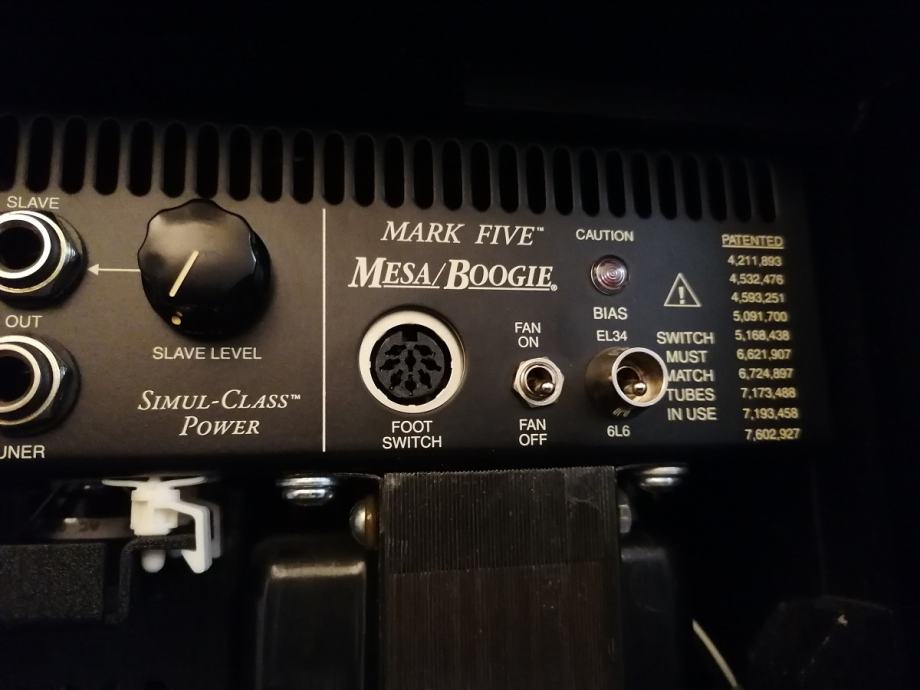 SLAVE
OUT
SLAVE LEVEL
SIMUL-CLASS™
POWER
UNER
MARK FIVE™
MESA/BOOGIE®
FOOT
SWITCH
FAN
ON
FAN
OFF
CAUTION
BIAS
EL34
6L6
SWITCH
MUST
MATCH
TUBES
IN USE
PATENTED
4,211,893
4,532,476
4,593,251
5,091,700
5,168,438
6,621,907
6,724,897
7,173,488
7,193,458
7,602,927